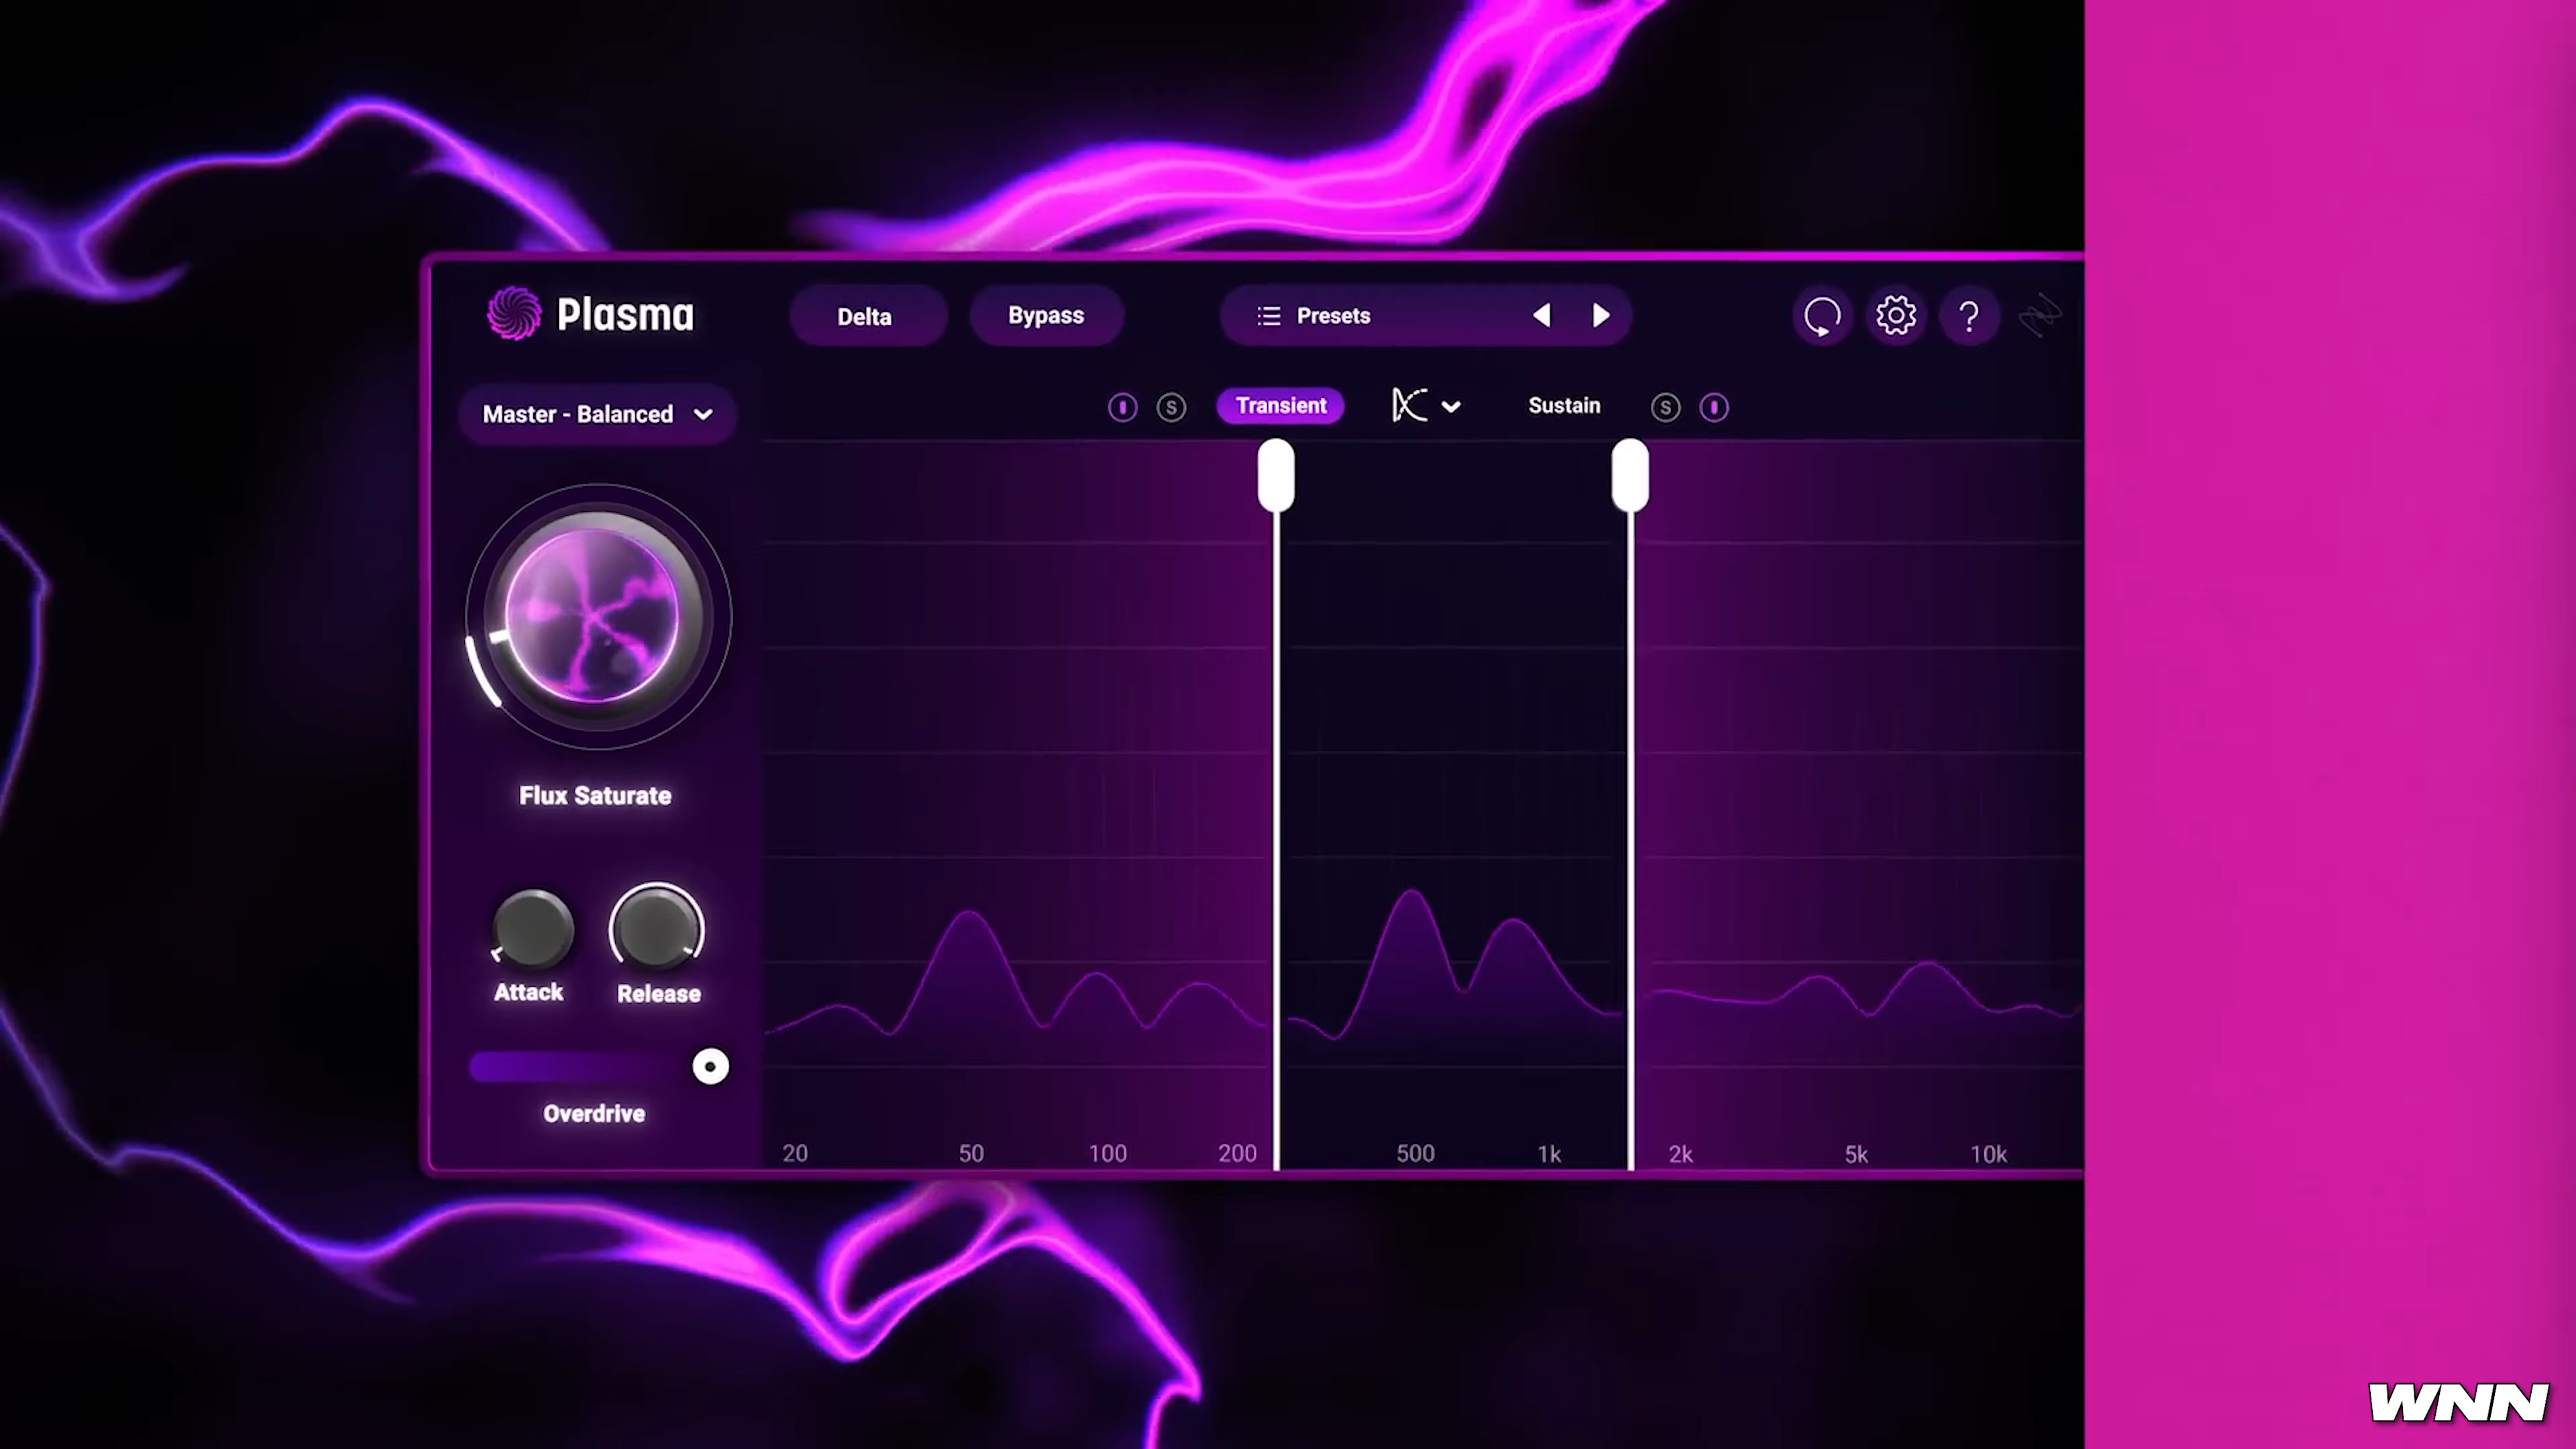 Plasma
Delta
Bypass
Presets
?
Master - Balanced
S
Transient
Sustain
S
Flux Saturate
Attack
Release
Overdrive
20
50
100
200
500
1k
2k
5k
10k
WNN